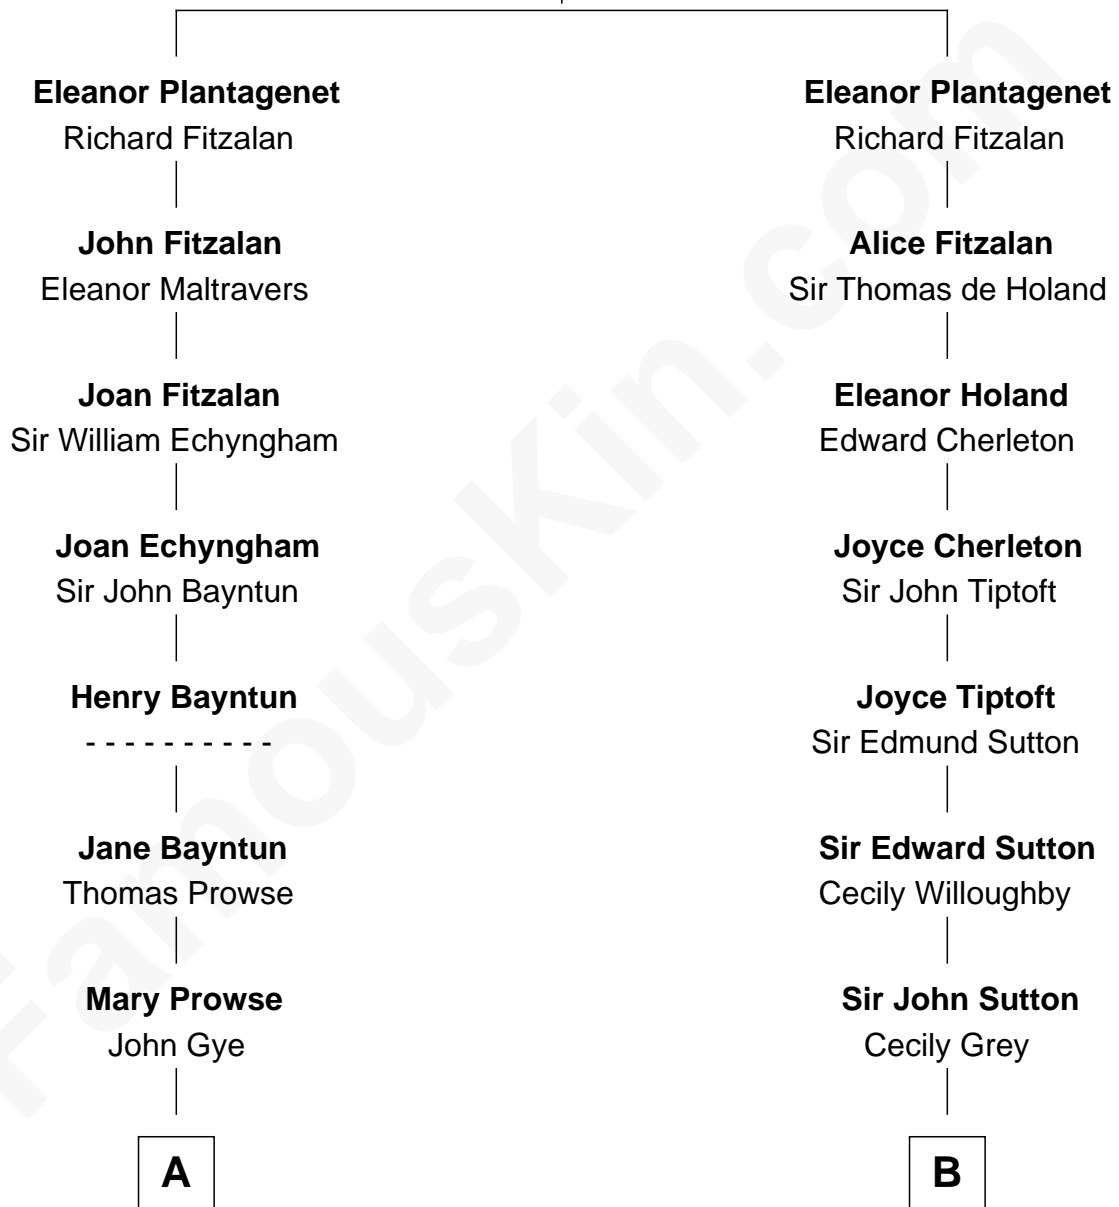 Eleanor Plantagenet
Richard Fitzalan
John Fitzalan
Eleanor Maltravers
Joan Fitzalan
Sir William Echyngham
Joan Echyngham
Sir John Bayntun
Henry Bayntun
- - - - - - - - - -
Jane Bayntun
Thomas Prowse
Mary Prowse
John Gye
A
Eleanor Plantagenet
Richard Fitzalan
Alice Fitzalan
Sir Thomas de Holand
Eleanor Holand
Edward Cherleton
Joyce Cherleton
Sir John Tiptoft
Joyce Tiptoft
Sir Edmund Sutton
Sir Edward Sutton
Cecily Willoughby
Sir John Sutton
Cecily Grey
B
FamousKin.com